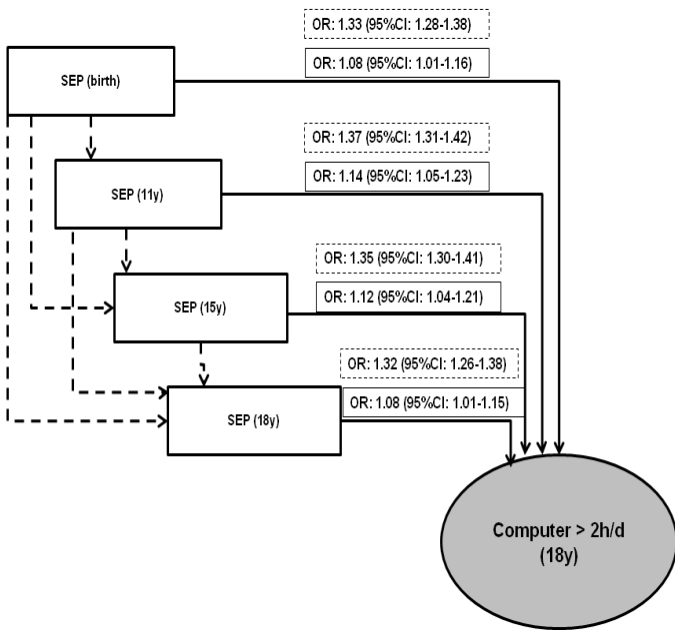 OR: 1.33 (95%CI: 1.28-1.38)
OR: 1.08 (95%CI: 1.01-1.16)
SEP (birth)
OR: 1.37 (95%CI: 1.31-1.42)
OR: 1.14 (95%CI: 1.05-1.23)
SEP (11y)
OR: 1.35 (95%CI: 1.30-1.41)
OR: 1.12 (95%CI: 1.04-1.21)
SEP (15y)
OR: 1.32 (95%CI: 1.26-1.38)
OR: 1.08 (95%CI: 1.01-1.15)
SEP (18y)
Computer > 2h/d
(18y)